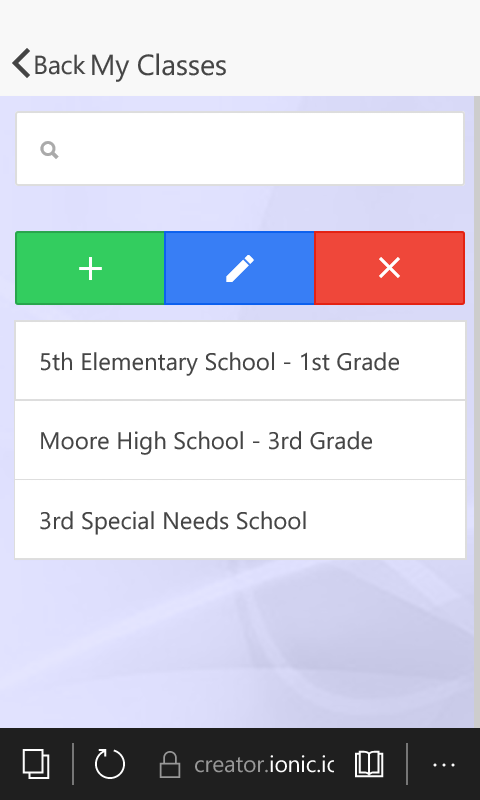 Back My Classes
5th Elementary School - 1st Grade
Moore High School - 3rd Grade
3rd Special Needs School
creator.ionic.ic